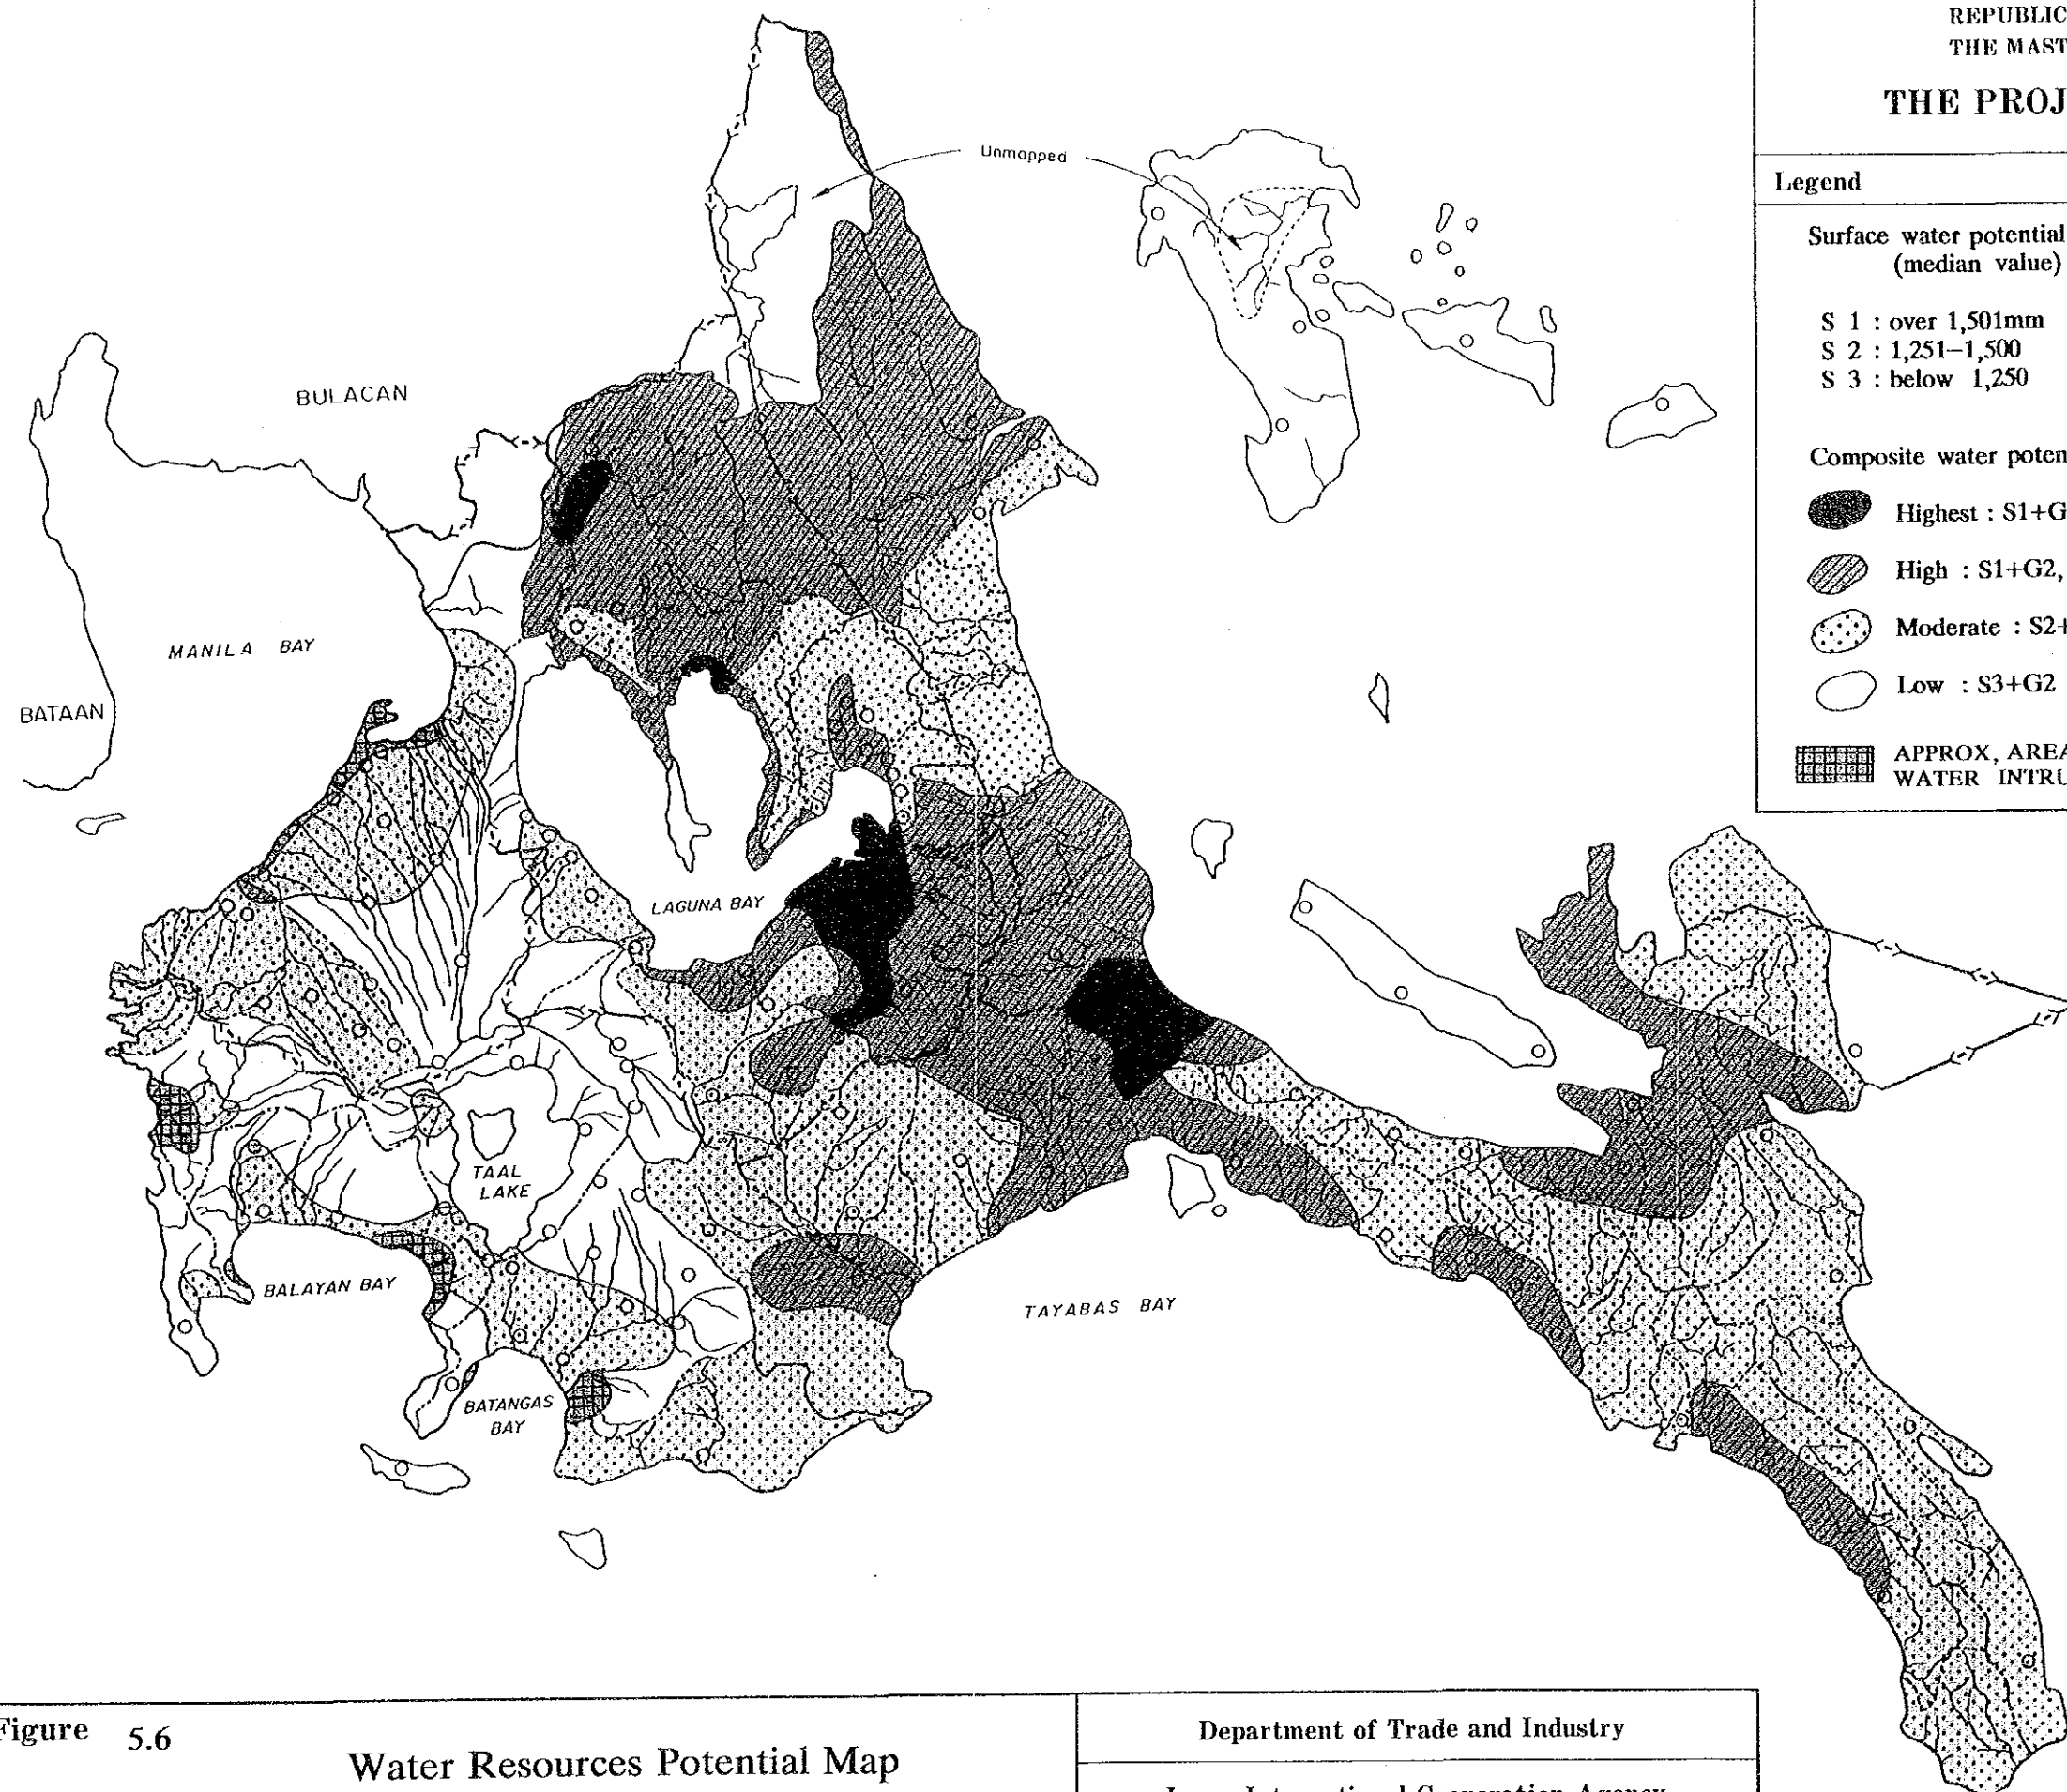 REPUBLIC
THE MAST
THE PROJ
Legend
Surface water potential
(median value)
S 1 : over 1,501mm
S 2 : 1,251–1,500
S 3 : below 1,250
Composite water poten
Highest : S1+G
High : S1+G2,
Moderate : S2+
Low : S3+G2
APPROX, AREA
WATER INTRU
Unmapped
BULACAN
MANILA BAY
BATAAN
LAGUNA BAY
TAAL
LAKE
BALAYAN BAY
TAYABAS BAY
BATANGAS
BAY
Figure 5.6
Water Resources Potential Map
Department of Trade and Industry
International Cooperation Agency